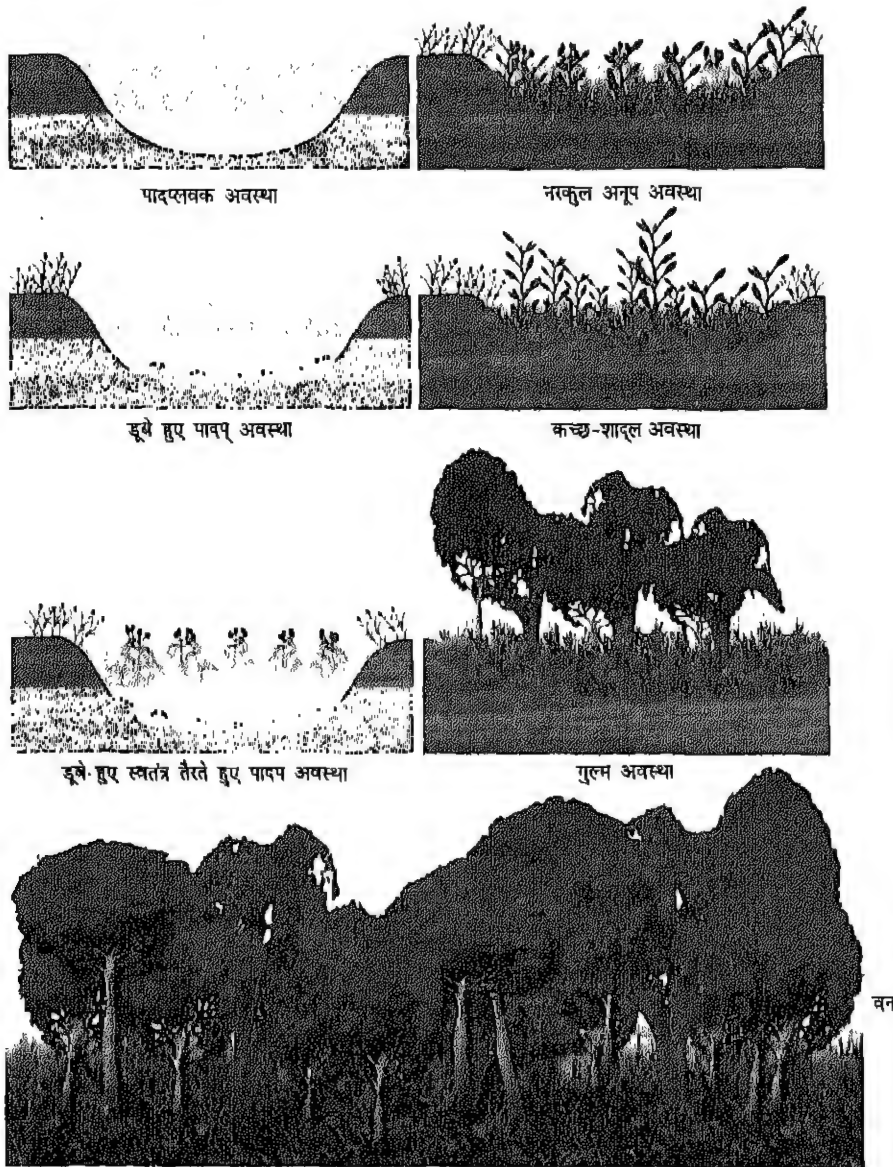 पादप्लवक अवस्था
नरकुल अनूप अवस्था
डूबे हुए पादप् अवस्था
कच्छ-शाद्ल अवस्था
डूबे हुए स्वतंत्र तैरते हुए पादप अवस्था
गुल्म अवस्था
वन